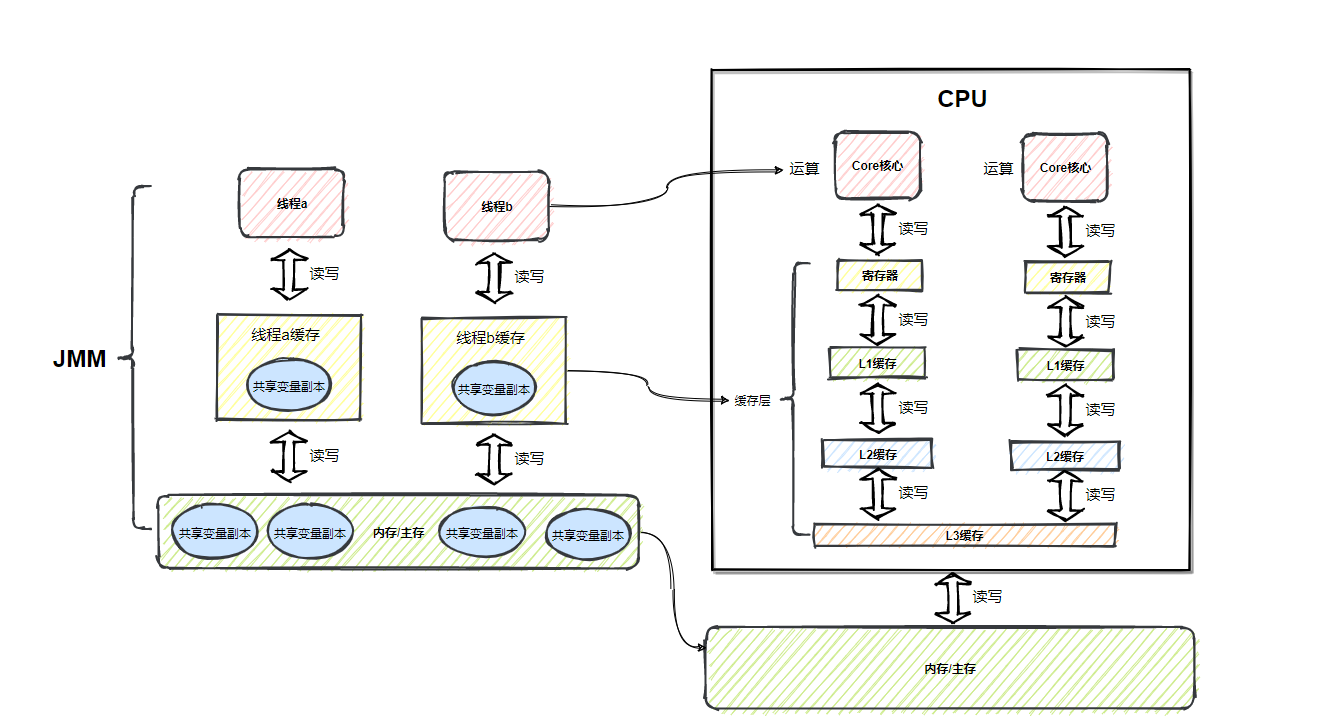 JMM
线程a
线程b
读写
读写
线程a缓存
共享变量副本
线程b缓存
共享变量副本
读写
读写
共享变量副本
共享变量副本
内存/主存
共享变量副本
共享变量副本
CPU
运算
Core核心
运算
Core核心
读写
读写
缓存层
寄存器
寄存器
读写
读写
L1缓存
L1缓存
读写
读写
L2缓存
L2缓存
读写
读写
L3缓存
读写
内存/主存